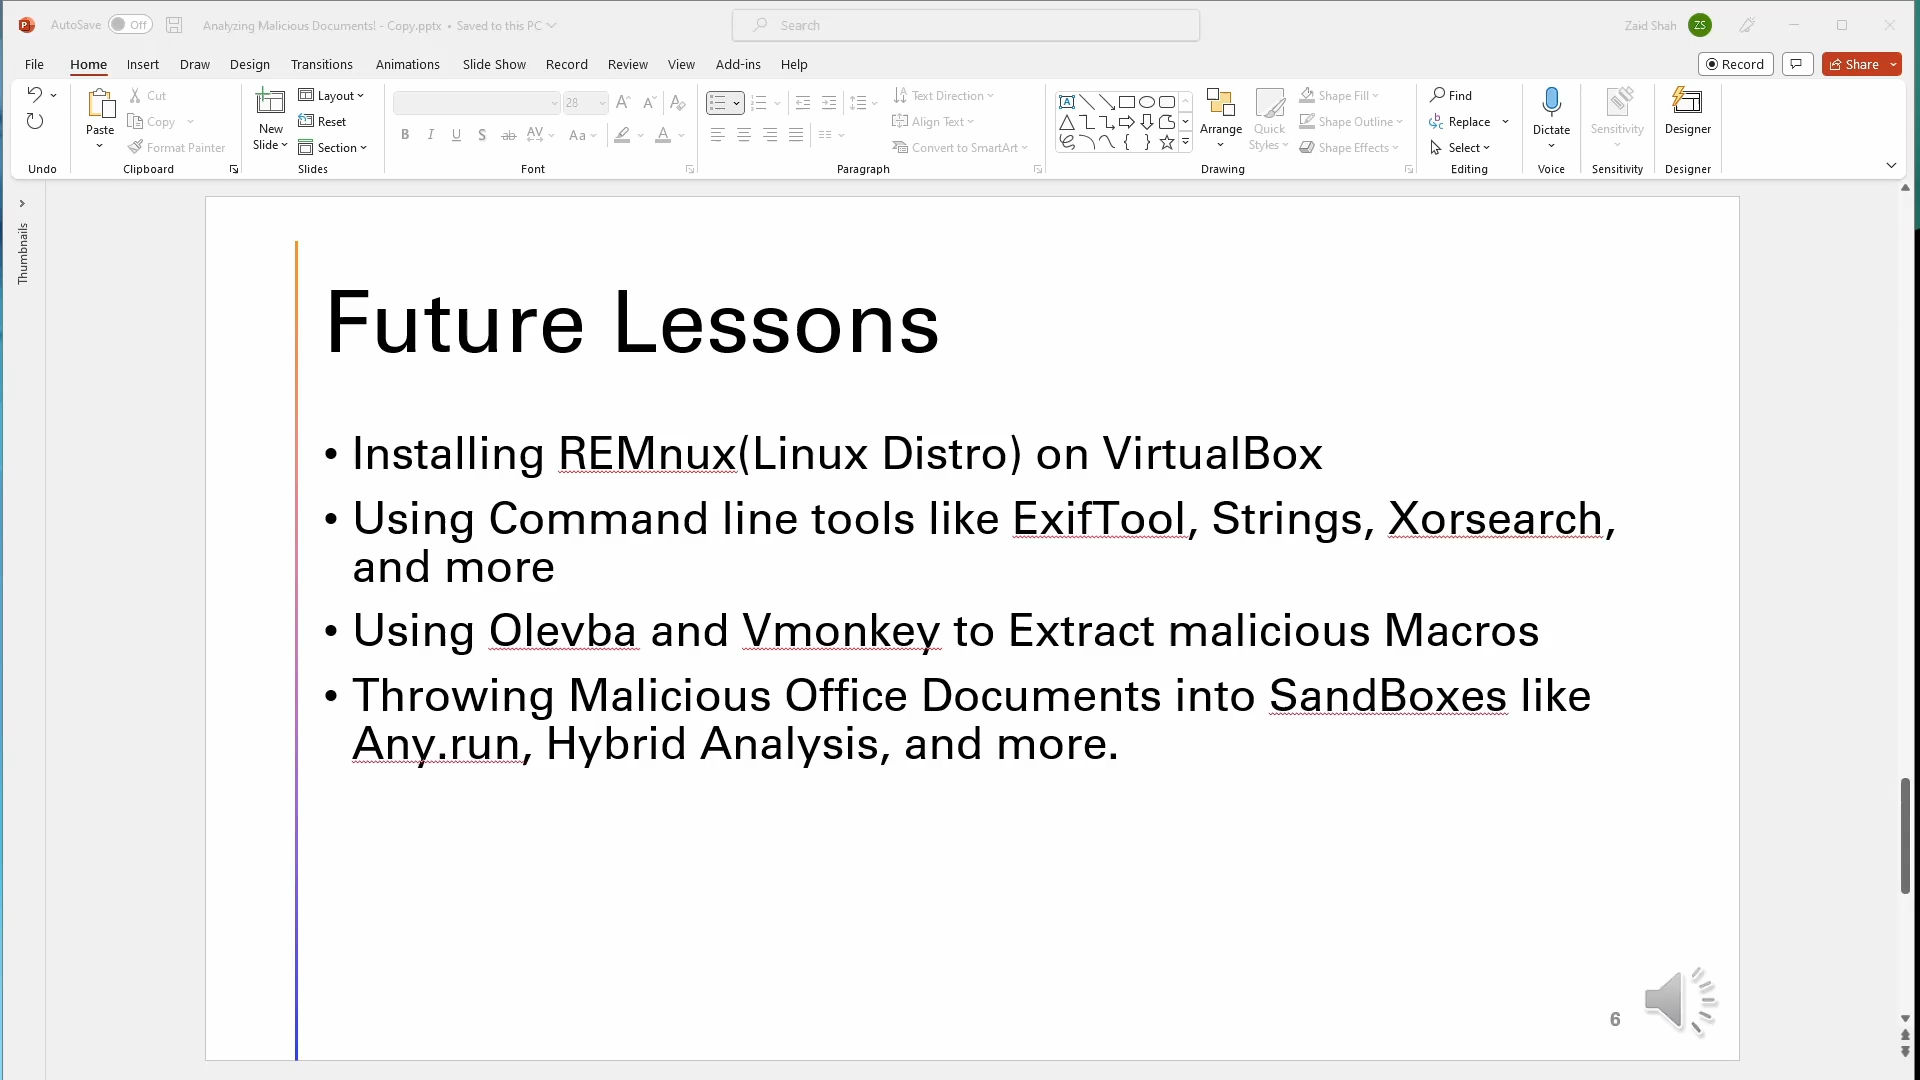 AutoSave Off Analyzing Malicious Documents! - Copy.pptx • Saved to this PC Search Zaid Shah ZS
File Home Insert Draw Design Transitions Animations Slide Show Record Review View Add-ins Help Record Share
Paste Cut Copy Format Painter
New Slide Layout Reset Section
28 Aa
B I U S ab AV Aa A
Text Direction Align Text Convert to SmartArt
Arrange Quick Styles Shape Fill Shape Outline Shape Effects
Find Replace Select
Dictate Sensitivity Designer
Undo Clipboard Slides Font Paragraph Drawing Editing Voice Sensitivity Designer
Thumbnails
Future Lessons
• Installing REMnux(Linux Distro) on VirtualBox
• Using Command line tools like ExifTool, Strings, Xorsearch,
and more
• Using Olevba and Vmonkey to Extract malicious Macros
• Throwing Malicious Office Documents into SandBoxes like
Any.run, Hybrid Analysis, and more.
6